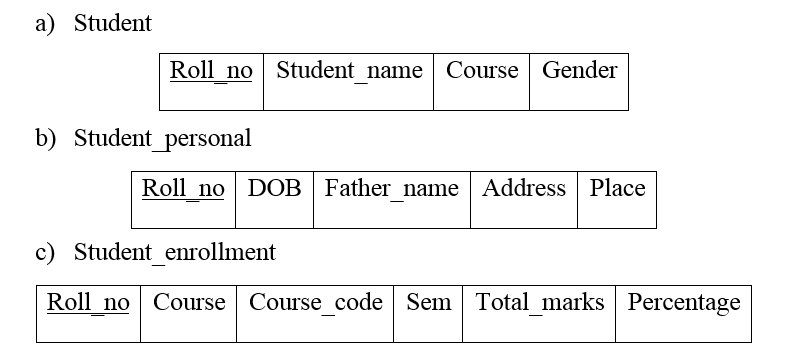 a) Student
Roll_no Student_name Course Gender
b) Student_personal
Roll_no DOB Father_name Address Place
c) Student_enrollment
Roll_no Course Course_code Sem Total_marks Percentage